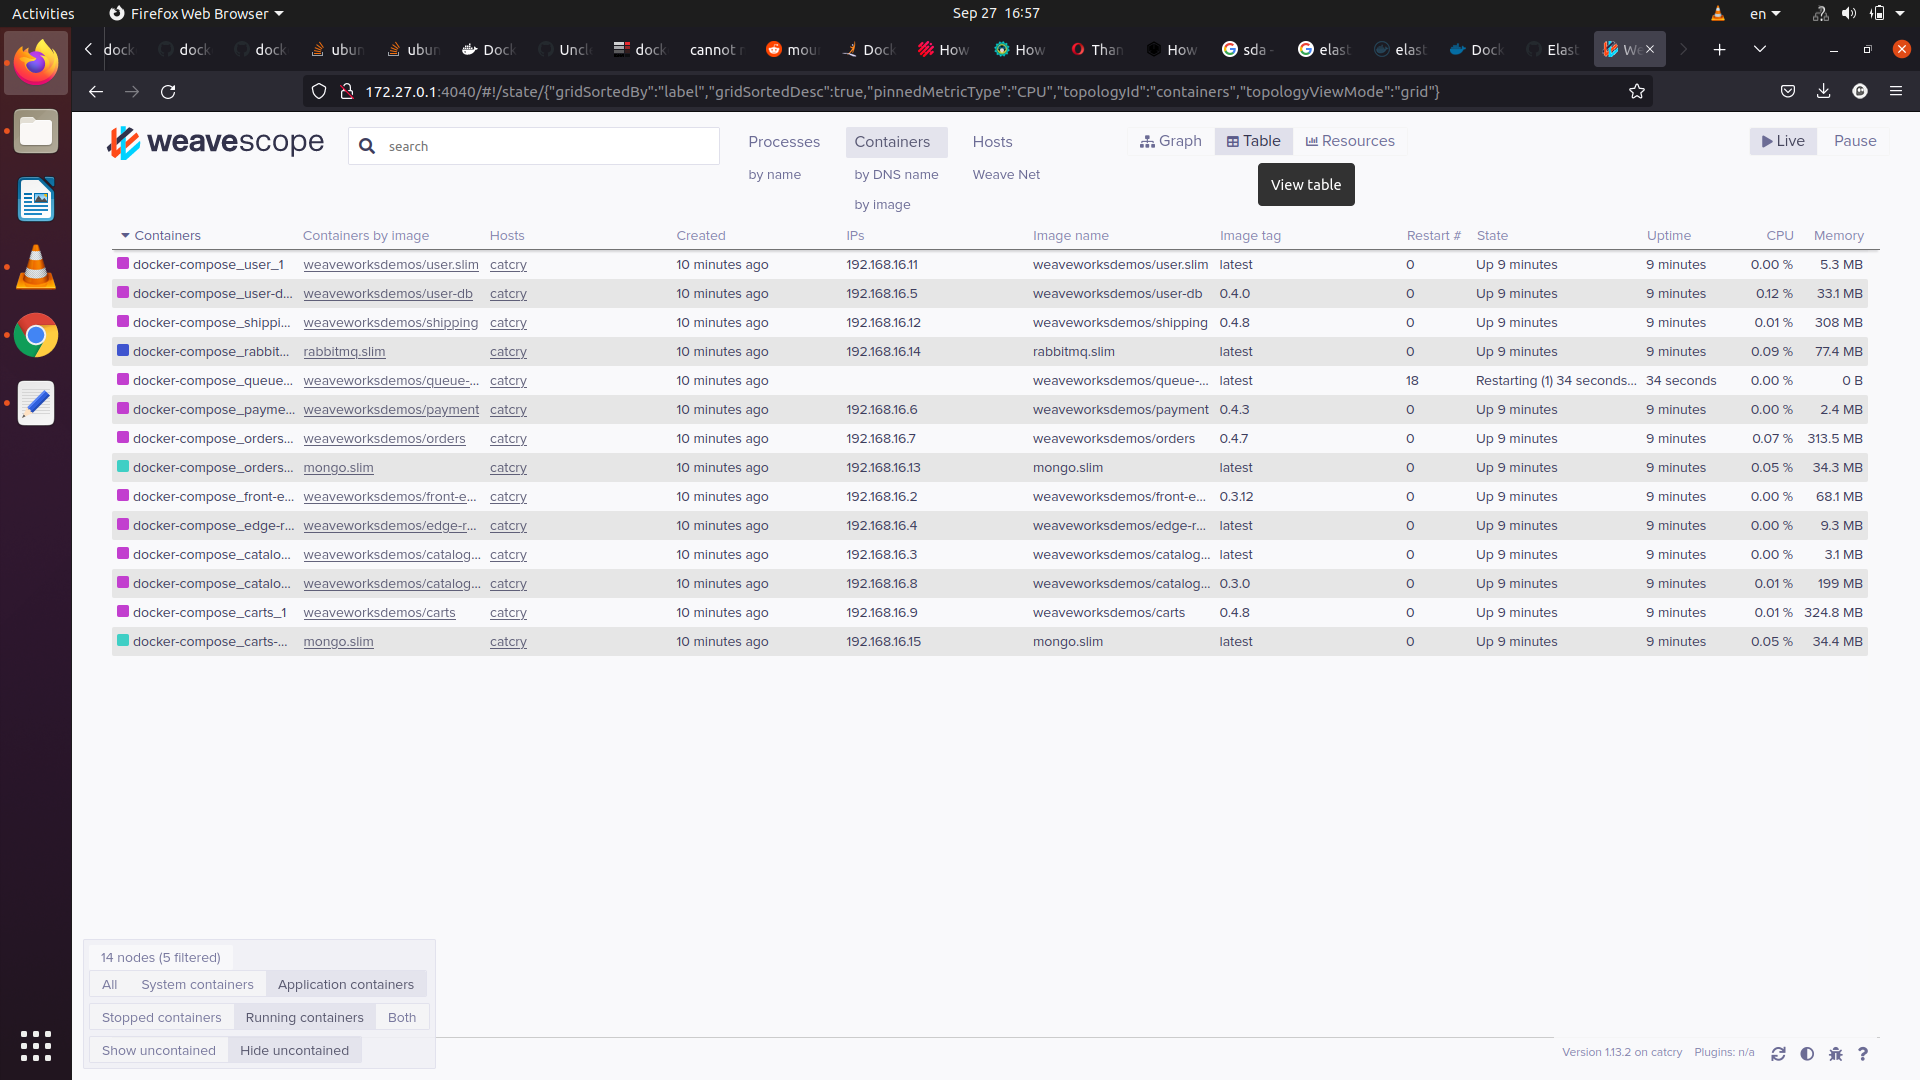 Activities Firefox Web Browser Sep 27 16:57 en
dock dock dock ubun ubun Dock Uncl dock cannot r mour Dock How How Than How sda - elast elast Dock Elast We
172.27.0.1:4040/#!/state/{"gridSortedBy":"label","gridSortedDesc":true,"pinnedMetricType":"CPU","topologyId":"containers","topologyViewMode":"grid"}
weavescope search Processes Containers Hosts Graph Table Resources Live Pause
by name by DNS name Weave Net View table
by image
Containers Containers by image Hosts Created IPs Image name Image tag Restart # State Uptime CPU Memory
docker-compose_user_1 weaveworksdemos/user.slim catcry 10 minutes ago 192.168.16.11 weaveworksdemos/user.slim latest 0 Up 9 minutes 9 minutes 0.00 % 5.3 MB
docker-compose_user-d... weaveworksdemos/user-db catcry 10 minutes ago 192.168.16.5 weaveworksdemos/user-db 0.4.0 0 Up 9 minutes 9 minutes 0.12 % 33.1 MB
docker-compose_shippi... weaveworksdemos/shipping catcry 10 minutes ago 192.168.16.12 weaveworksdemos/shipping 0.4.8 0 Up 9 minutes 9 minutes 0.01 % 308 MB
docker-compose_rabbit... rabbitmq.slim catcry 10 minutes ago 192.168.16.14 rabbitmq.slim latest 0 Up 9 minutes 9 minutes 0.09 % 77.4 MB
docker-compose_queue... weaveworksdemos/queue-... catcry 10 minutes ago weaveworksdemos/queue-... latest 18 Restarting (1) 34 seconds... 34 seconds 0.00 % 0 B
docker-compose_payme... weaveworksdemos/payment catcry 10 minutes ago 192.168.16.6 weaveworksdemos/payment 0.4.3 0 Up 9 minutes 9 minutes 0.00 % 2.4 MB
docker-compose_orders... weaveworksdemos/orders catcry 10 minutes ago 192.168.16.7 weaveworksdemos/orders 0.4.7 0 Up 9 minutes 9 minutes 0.07 % 313.5 MB
docker-compose_orders... mongo.slim catcry 10 minutes ago 192.168.16.13 mongo.slim latest 0 Up 9 minutes 9 minutes 0.05 % 34.3 MB
docker-compose_front-e... weaveworksdemos/front-e... catcry 10 minutes ago 192.168.16.2 weaveworksdemos/front-e... 0.3.12 0 Up 9 minutes 9 minutes 0.00 % 68.1 MB
docker-compose_edge-r... weaveworksdemos/edge-r... catcry 10 minutes ago 192.168.16.4 weaveworksdemos/edge-r... latest 0 Up 9 minutes 9 minutes 0.00 % 9.3 MB
docker-compose_catalo... weaveworksdemos/catalog... catcry 10 minutes ago 192.168.16.3 weaveworksdemos/catalog... latest 0 Up 9 minutes 9 minutes 0.00 % 3.1 MB
docker-compose_catalo... weaveworksdemos/catalog... catcry 10 minutes ago 192.168.16.8 weaveworksdemos/catalog... 0.3.0 0 Up 9 minutes 9 minutes 0.01 % 199 MB
docker-compose_carts_1 weaveworksdemos/carts catcry 10 minutes ago 192.168.16.9 weaveworksdemos/carts 0.4.8 0 Up 9 minutes 9 minutes 0.01 % 324.8 MB
docker-compose_carts-... mongo.slim catcry 10 minutes ago 192.168.16.15 mongo.slim latest 0 Up 9 minutes 9 minutes 0.05 % 34.4 MB
14 nodes (5 filtered)
All System containers Application containers
Stopped containers Running containers Both
Show uncontained Hide uncontained
Version 1.13.2 on catcry Plugins: n/a